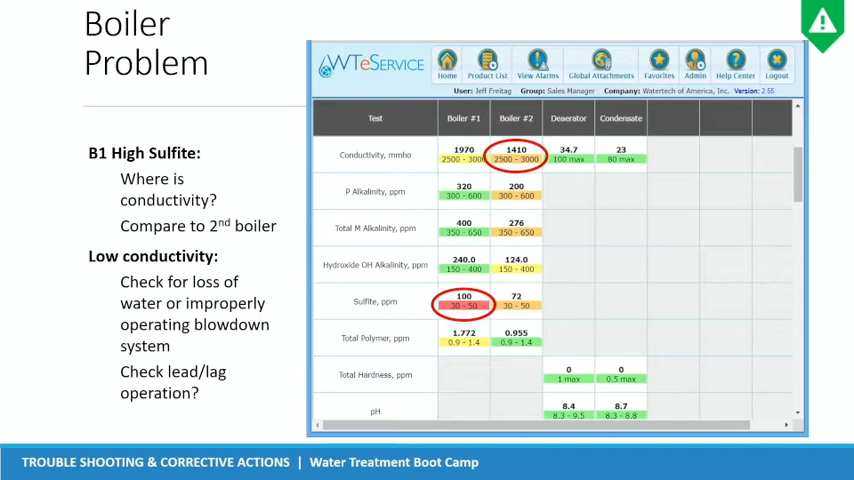 Boiler
Problem
B1 High Sulfite:
Where is
conductivity?
Compare to 2nd boiler
Low conductivity:
Check for loss of
water or improperly
operating blowdown
system
Check lead/lag
operation?
WTeSERVICE
Home Product List View Alarms Global Attachments Favorites Admin Help Center Logout
User: Jeff Freitag Group: Sales Manager Company: Watertech of America, Inc. Version: 2.55
Test Boiler #1 Boiler #2 Deaerator Condensate
Conductivity, mmho 1970 1410 34.7 23
2500 - 3000 2500 - 3000 100 max 80 max
P Alkalinity, ppm 320 200
300 - 600 300 - 600
Total M Alkalinity, ppm 400 276
350 - 650 350 - 650
Hydroxide OH Alkalinity, ppm 240.0 124.0
150 - 400 150 - 400
Sulfite, ppm 100 72
30 - 50 30 - 50
Total Polymer, ppm 1.772 0.955
0.9 - 1.4 0.9 - 1.4
Total Hardness, ppm 0 0
1 max 0.5 max
pH 8.4 8.7
8.3 - 9.5 8.3 - 8.8
TROUBLE SHOOTING & CORRECTIVE ACTIONS | Water Treatment Boot Camp